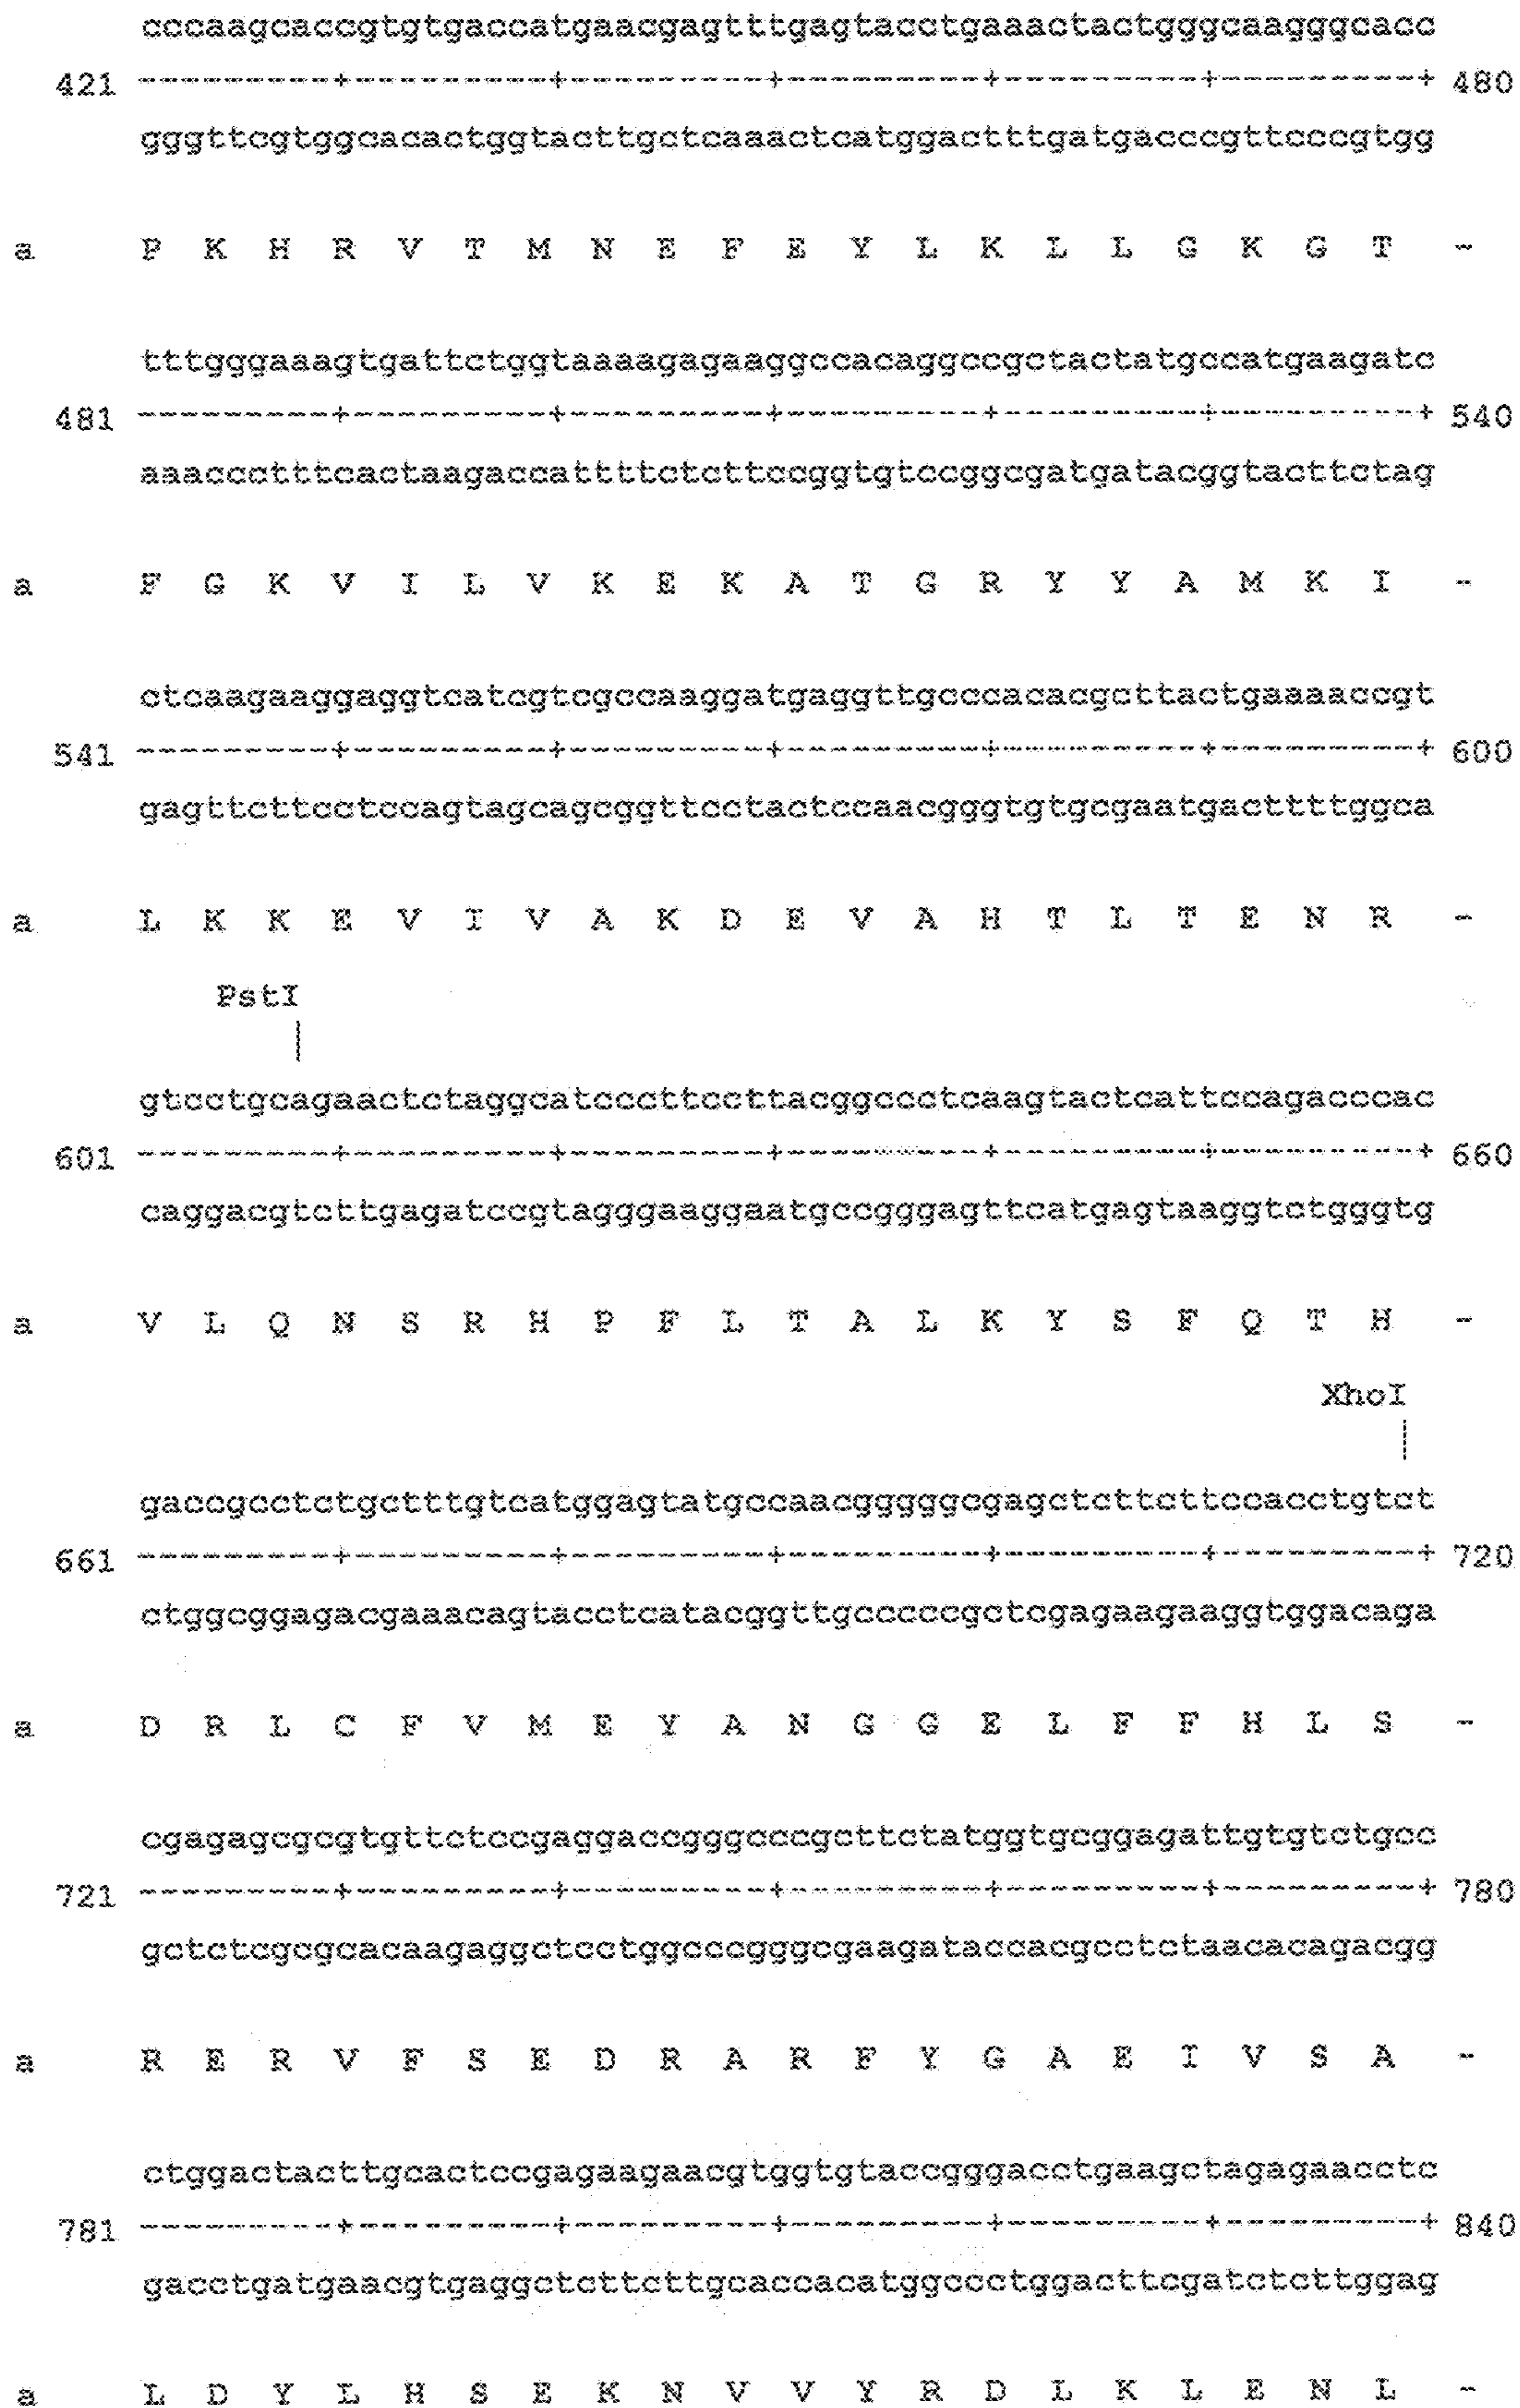 cccaagcaccgtgtgaccatgaacgagtttgagtacctgaaactactgggcaagggcacc
421 ---------+---------+---------+---------+---------+---------+ 480
gggttcgtggcacactggtacttgctcaaactcatggactttgatgacccgttcccgtgg
a P K H R V T M N E F E Y L K L L G K G T -
tttgggaaagtgattctggtaaaagagaaggccacaggccgctactatgccatgaagatc
481 ---------+---------+---------+---------+---------+---------+ 540
aaaccctttcactaagaccattttctcttccggtgtccggcgatgatacggtacttctag
a F G K V I L V K E K A T G R Y Y A M K I -
ctcaagaaggaggtcatcgtcgccaaggatgaggttgcccacacgcttactgaaaaccgt
541 ---------+---------+---------+---------+---------+---------+ 600
gagttcttcctccagtagcagcggttcctactccaacgggtgtgcgaatgacttttggca
a L K K E V I V A K D E V A H T L T E N R -
PstI
|
gtcctgcagaactctaggcatcccttccttacggccctcaagtactcattccagacccac
601 ---------+---------+---------+---------+---------+---------+ 660
caggacgtcttgagatccgtagggaaggaatgccgggagttcatgagtaaggtctgggtg
a V L Q N S R H P F L T A L K Y S F Q T H -
XhoI
|
gaccgcctctgctttgtcatggagtatgccaacgggggcgagctcttcttccacctgtct
661 ---------+---------+---------+---------+---------+---------+ 720
ctggcggagacgaaacagtacctcatacggttgcccccgctcgagaagaaggtggacaga
a D R L C F V M E Y A N G G E L F F H L S -
cgagagcgcgtgttctccgaggaccgggcccgcttctatggtgcggagattgtgtctgcc
721 ---------+---------+---------+---------+---------+---------+ 780
gctctcgcgcacaagaggctcctggcccgggcgaagataccacgcctctaacacagacgg
a R E R V F S E D R A R F Y G A E I V S A -
ctggactacttgcactccgagaagaacgtggtgtaccgggacctgaagctagagaacctc
781 ---------+---------+---------+---------+---------+---------+ 840
gacctgatgaacgtgaggctcttcttgcaccacatggccctggacttcgatctcttggag
a L D Y L H S E K N V V Y R D L K L E N L -